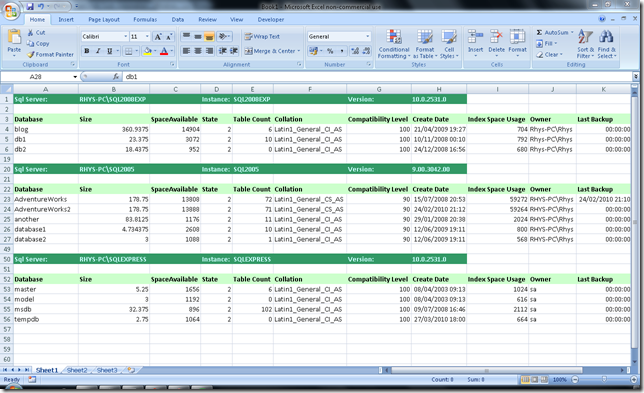 Book1 - Microsoft Excel non-commercial use
Home Insert Page Layout Formulas Data Review View Developer
Paste Cut Copy Format Painter
Calibri 11 Wrap Text General
Merge & Center
Conditional Formatting Format as Table Cell Styles
Insert Delete Format
AutoSum Fill Clear
Sort & Filter Find & Select
Clipboard Font Alignment Number Styles Cells Editing
A28 db1
A B C D E F G H I J K
1 Sql Server: RHYS-PC\SQL2008EXP Instance: SQL2008EXP Version: 10.0.2531.0
2
3 Database Size SpaceAvailable State Table Count Collation Compatibility Level Create Date Index Space Usage Owner Last Backup
4 blog 360.9375 14904 2 6 Latin1_General_CI_AS 100 21/04/2009 19:27 704 Rhys-PC\Rhys 00:00:00
5 db1 23.375 3072 2 10 Latin1_General_CI_AS 100 10/11/2008 00:10 792 Rhys-PC\Rhys 00:00:00
6 db2 18.4375 952 2 0 Latin1_General_CI_AS 100 24/12/2008 16:56 680 Rhys-PC\Rhys 00:00:00
19
20 Sql Server: RHYS-PC\SQL2005 Instance: SQL2005 Version: 9.00.3042.00
21
22 Database Size SpaceAvailable State Table Count Collation Compatibility Level Create Date Index Space Usage Owner Last Backup
23 AdventureWorks 178.75 13808 2 72 Latin1_General_CS_AS 90 15/07/2008 20:53 59272 Rhys-PC\Rhys 24/02/2010 21:10
24 AdventureWorks2 178.75 13888 2 71 Latin1_General_CS_AS 90 24/02/2010 21:12 59264 Rhys-PC\Rhys 00:00:00
25 another 83.8125 1176 2 11 Latin1_General_CI_AS 90 29/01/2008 20:38 2024 Rhys-PC\Rhys 00:00:00
26 database1 4.734375 2608 2 10 Latin1_General_CI_AS 90 12/06/2009 19:11 800 Rhys-PC\Rhys 00:00:00
27 database2 3 1088 2 1 Latin1_General_CI_AS 90 12/06/2009 19:11 568 Rhys-PC\Rhys 00:00:00
49
50 Sql Server: RHYS-PC\SQLEXPRESS Instance: SQLEXPRESS Version: 10.0.2531.0
51
52 Database Size SpaceAvailable State Table Count Collation Compatibility Level Create Date Index Space Usage Owner Last Backup
53 master 5.25 1656 2 6 Latin1_General_CI_AS 100 08/04/2003 09:13 1024 sa 00:00:00
54 model 3 1192 2 0 Latin1_General_CI_AS 100 08/04/2003 09:13 616 sa 00:00:00
55 msdb 32.375 896 2 102 Latin1_General_CI_AS 100 09/07/2008 16:46 2112 sa 00:00:00
56 tempdb 2.75 1064 2 0 Latin1_General_CI_AS 100 27/03/2010 18:00 664 sa 00:00:00
57
58
59
60
Sheet1 Sheet2 Sheet3
Ready Count: 8 Sum: 0 100%